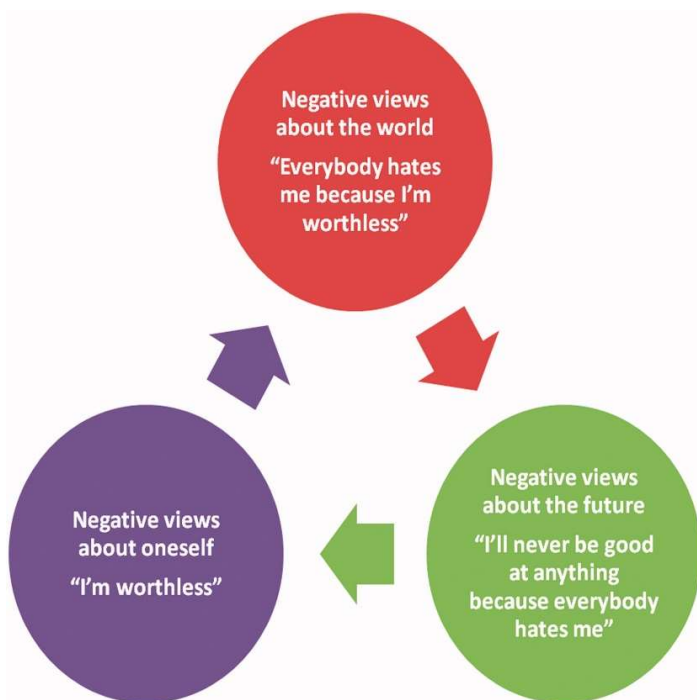 Negative views
about the world
“Everybody hates
me because I’m
worthless”
Negative views
about the future
“I’ll never be good
at anything
because everybody
hates me”
Negative views
about oneself
“I’m worthless”